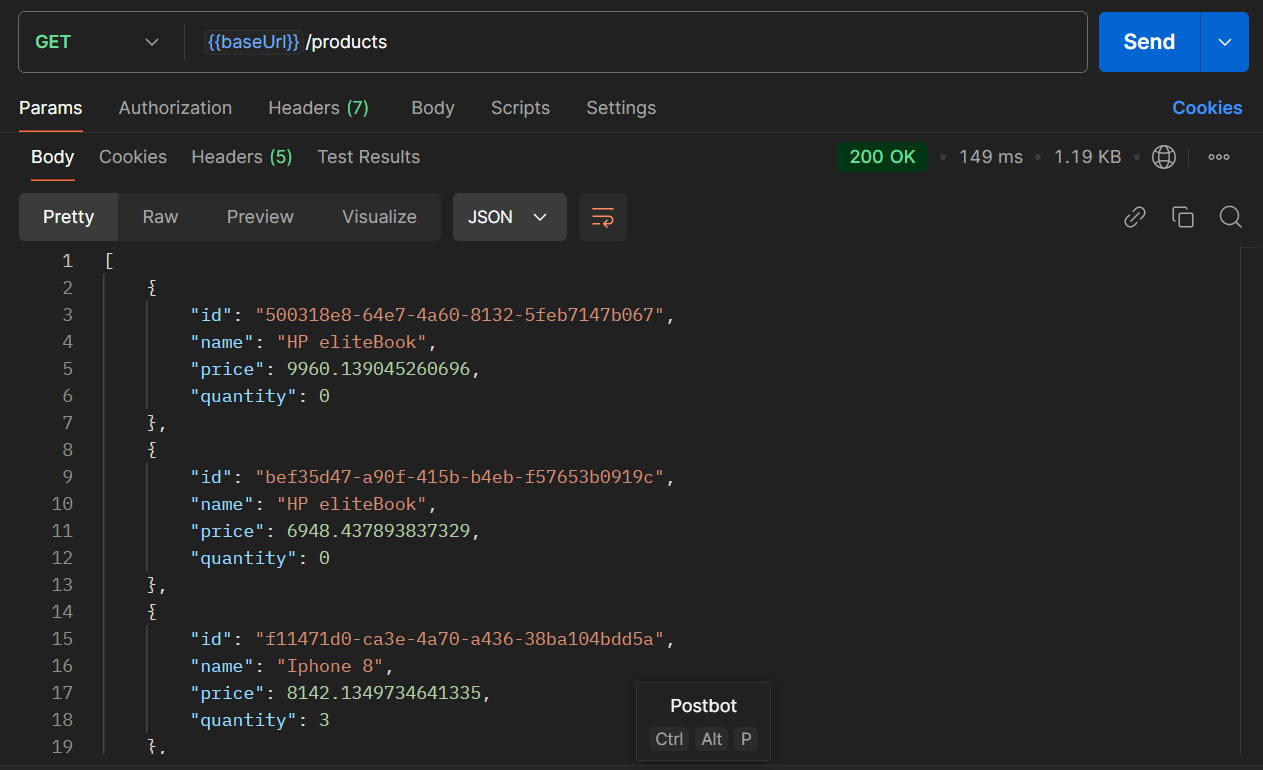 GET {{baseUrl}} /products Send
Params Authorization Headers (7) Body Scripts Settings Cookies
Body Cookies Headers (5) Test Results 200 OK • 149 ms • 1.19 KB •
Pretty Raw Preview Visualize JSON
1 [
2 {
3 "id": "500318e8-64e7-4a60-8132-5feb7147b067",
4 "name": "HP eliteBook",
5 "price": 9960.139045260696,
6 "quantity": 0
7 },
8 {
9 "id": "bef35d47-a90f-415b-b4eb-f57653b0919c",
10 "name": "HP eliteBook",
11 "price": 6948.437893837329,
12 "quantity": 0
13 },
14 {
15 "id": "f11471d0-ca3e-4a70-a436-38ba104bdd5a",
16 "name": "Iphone 8",
17 "price": 8142.1349734641335,
18 "quantity": 3
19 },
Postbot
Ctrl Alt P